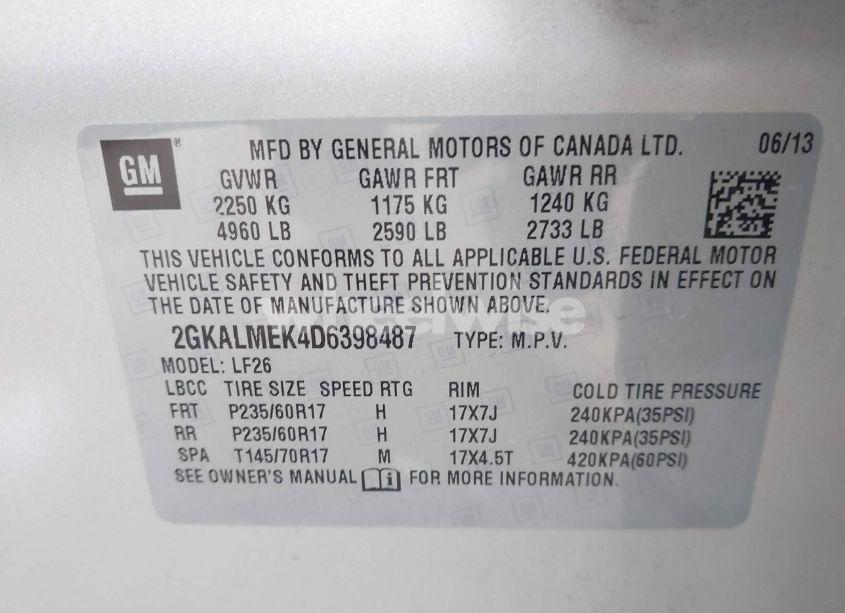 GM ®
MFD BY GENERAL MOTORS OF CANADA LTD. 06/13
GVWR GAWR FRT GAWR RR
2250 KG 1175 KG 1240 KG
4960 LB 2590 LB 2733 LB
THIS VEHICLE CONFORMS TO ALL APPLICABLE U.S. FEDERAL MOTOR
VEHICLE SAFETY AND THEFT PREVENTION STANDARDS IN EFFECT ON
THE DATE OF MANUFACTURE SHOWN ABOVE.
2GKALMEK4D6398487 TYPE: M.P.V.
MODEL: LF26
LBCC TIRE SIZE SPEED RTG RIM COLD TIRE PRESSURE
FRT P235/60R17 H 17X7J 240KPA(35PSI)
RR P235/60R17 H 17X7J 240KPA(35PSI)
SPA T145/70R17 M 17X4.5T 420KPA(60PSI)
SEE OWNER'S MANUAL FOR MORE INFORMATION.